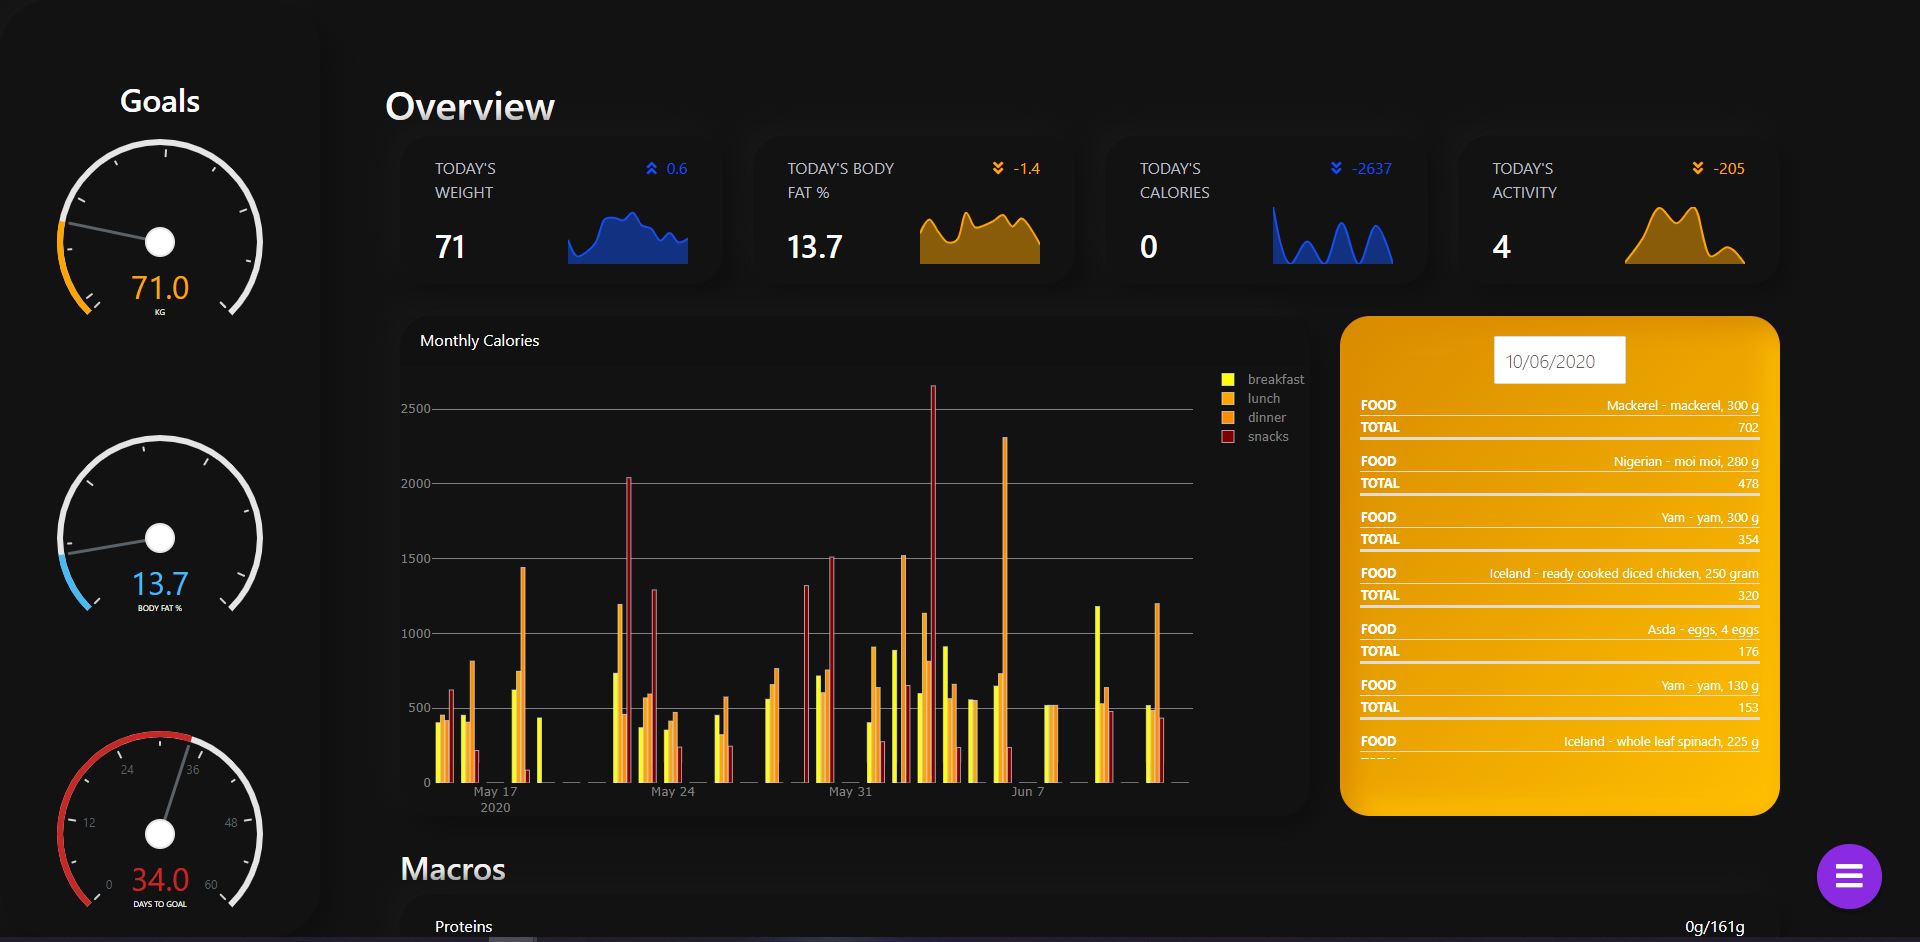 Goals
71.0
KG
13.7
BODY FAT %
24
36
12
48
0
60
34.0
DAYS TO GOAL
Overview
TODAY'S
WEIGHT
0.6
71
TODAY'S BODY
FAT %
-1.4
13.7
TODAY'S
CALORIES
-2637
0
TODAY'S
ACTIVITY
-205
4
Monthly Calories
breakfast
lunch
dinner
snacks
2500
2000
1500
1000
500
0
May 17
2020
May 24
May 31
Jun 7
10/06/2020
FOOD Mackerel - mackerel, 300 g
TOTAL 702
FOOD Nigerian - moi moi, 280 g
TOTAL 478
FOOD Yam - yam, 300 g
TOTAL 354
FOOD Iceland - ready cooked diced chicken, 250 gram
TOTAL 320
FOOD Asda - eggs, 4 eggs
TOTAL 176
FOOD Yam - yam, 130 g
TOTAL 153
FOOD Iceland - whole leaf spinach, 225 g
Macros
Proteins 0g/161g